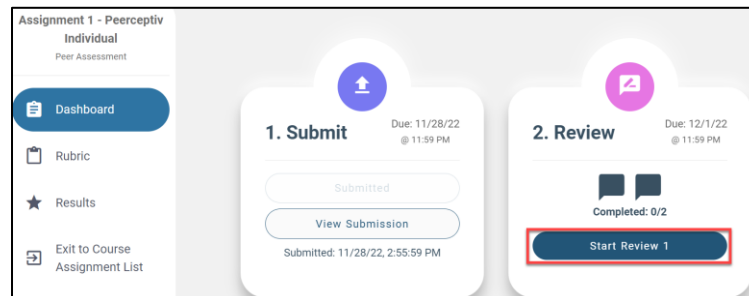 Assignment 1 - Peerceptiv
Individual
Peer Assessment
Dashboard
Rubric
Results
Exit to Course
Assignment List
1. Submit
Due: 11/28/22
@ 11:59 PM
Submitted
View Submission
Submitted: 11/28/22, 2:55:59 PM
2. Review
Due: 12/1/22
@ 11:59 PM
Completed: 0/2
Start Review 1